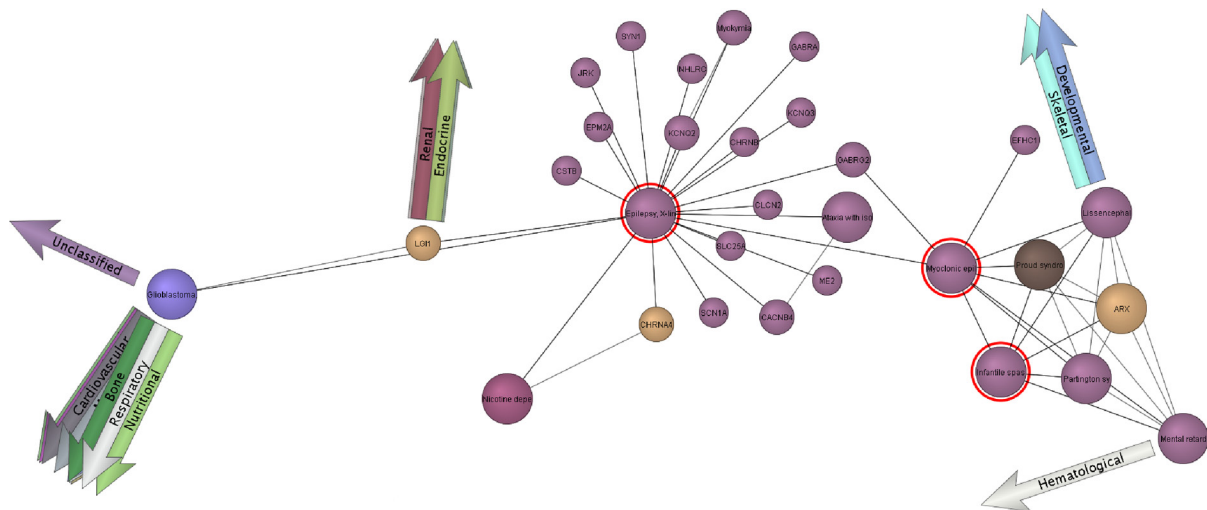 SYN1
Myokymia
GABRA
JRK
NHLRC
KCNQ3
EPM2A
KCNQ2
CHRNB
CSTB
GABRG2
EFHC1
Renal
Endocrine
Developmental
Skeletal
Epilepsy, X-lin
CLCN2
Ataxia with iso
Lissencephal
LGI1
SLC25A
ME2
Myoclonic epi
Proud syndro
Unclassified
Glioblastoma
SCN1A
CACNB4
CHRNA4
ARX
Cardiovascular
Bone
Respiratory
Nutritional
Infantile spas
Partington sy
Nicotine depe
Mental retard
Hematological